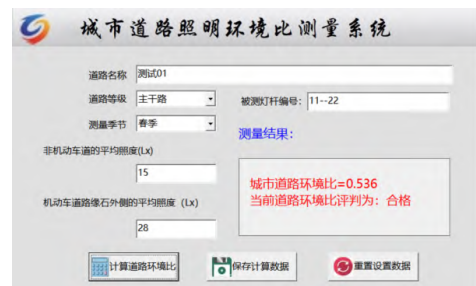 城市道路照明环境比测量系统
道路名称 测试01
道路等级 主干路 被测灯杆编号: 11--22
测量季节 春季
测量结果:
非机动车道的平均照度(Lx)
15
城市道路环境比=0.536
当前道路环境比评判为: 合格
机动车道路缘石外侧的平均照度 (Lx)
28
计算道路环境比 保存计算数据 重置设置数据